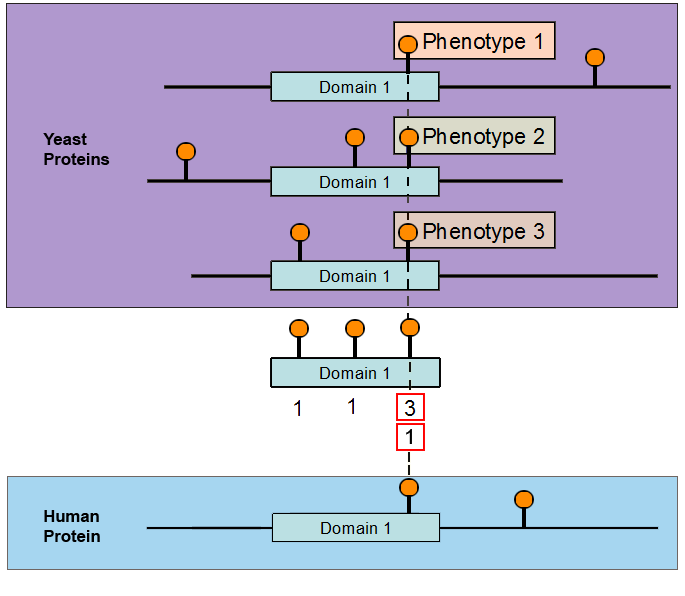 Phenotype 1
Domain 1
Yeast
Proteins
Phenotype 2
Domain 1
Phenotype 3
Domain 1
Domain 1
1 1 3
1
Human
Protein
Domain 1